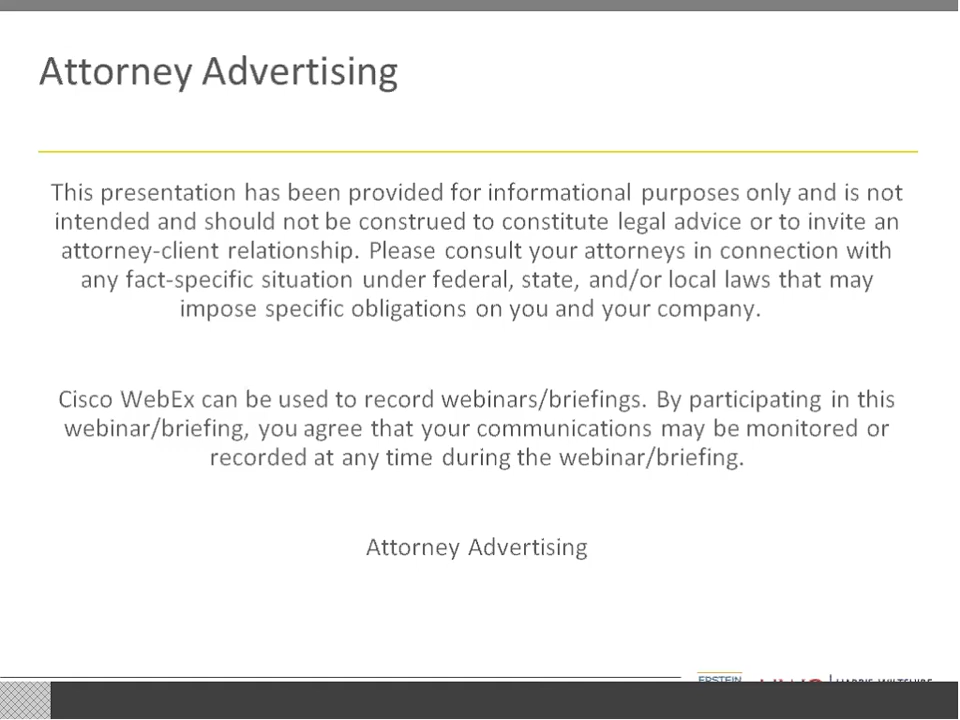 Attorney Advertising
This presentation has been provided for informational purposes only and is not
intended and should not be construed to constitute legal advice or to invite an
attorney-client relationship. Please consult your attorneys in connection with
any fact-specific situation under federal, state, and/or local laws that may
impose specific obligations on you and your company.
Cisco WebEx can be used to record webinars/briefings. By participating in this
webinar/briefing, you agree that your communications may be monitored or
recorded at any time during the webinar/briefing.
Attorney Advertising
EPSTEIN